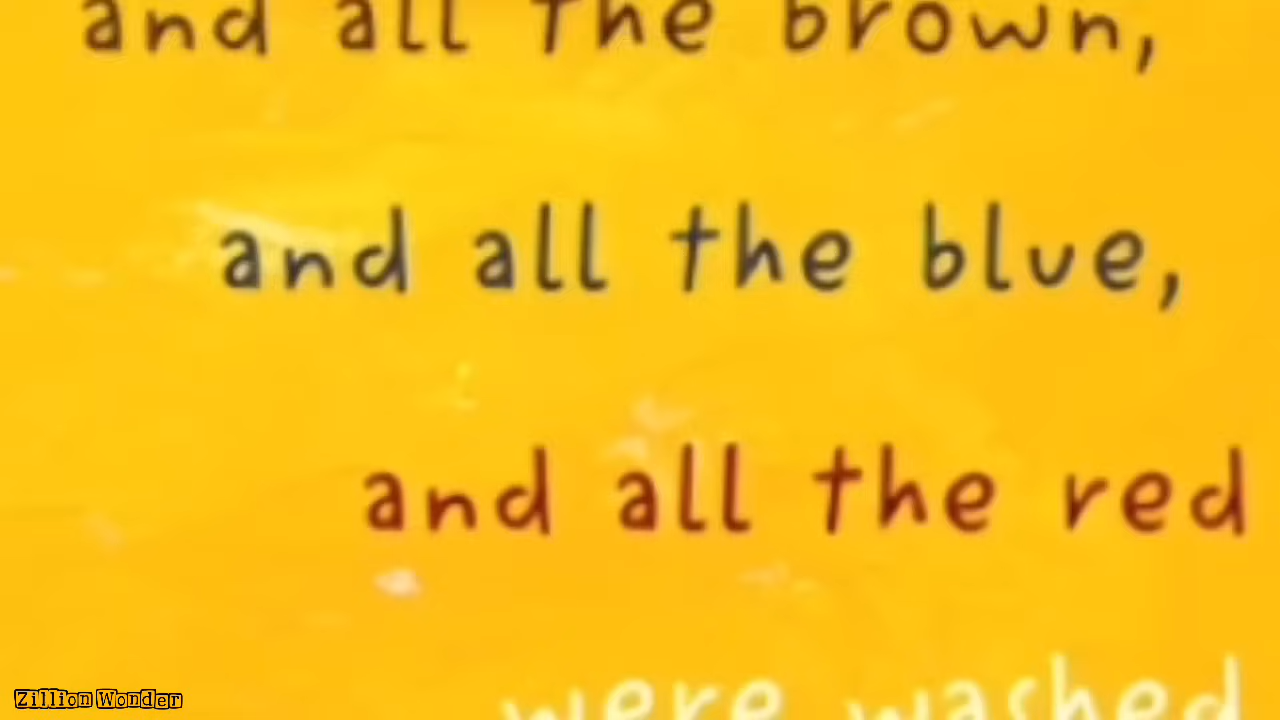 and all the brown,
and all the blue,
and all the red
were washed
Zillion Wonder